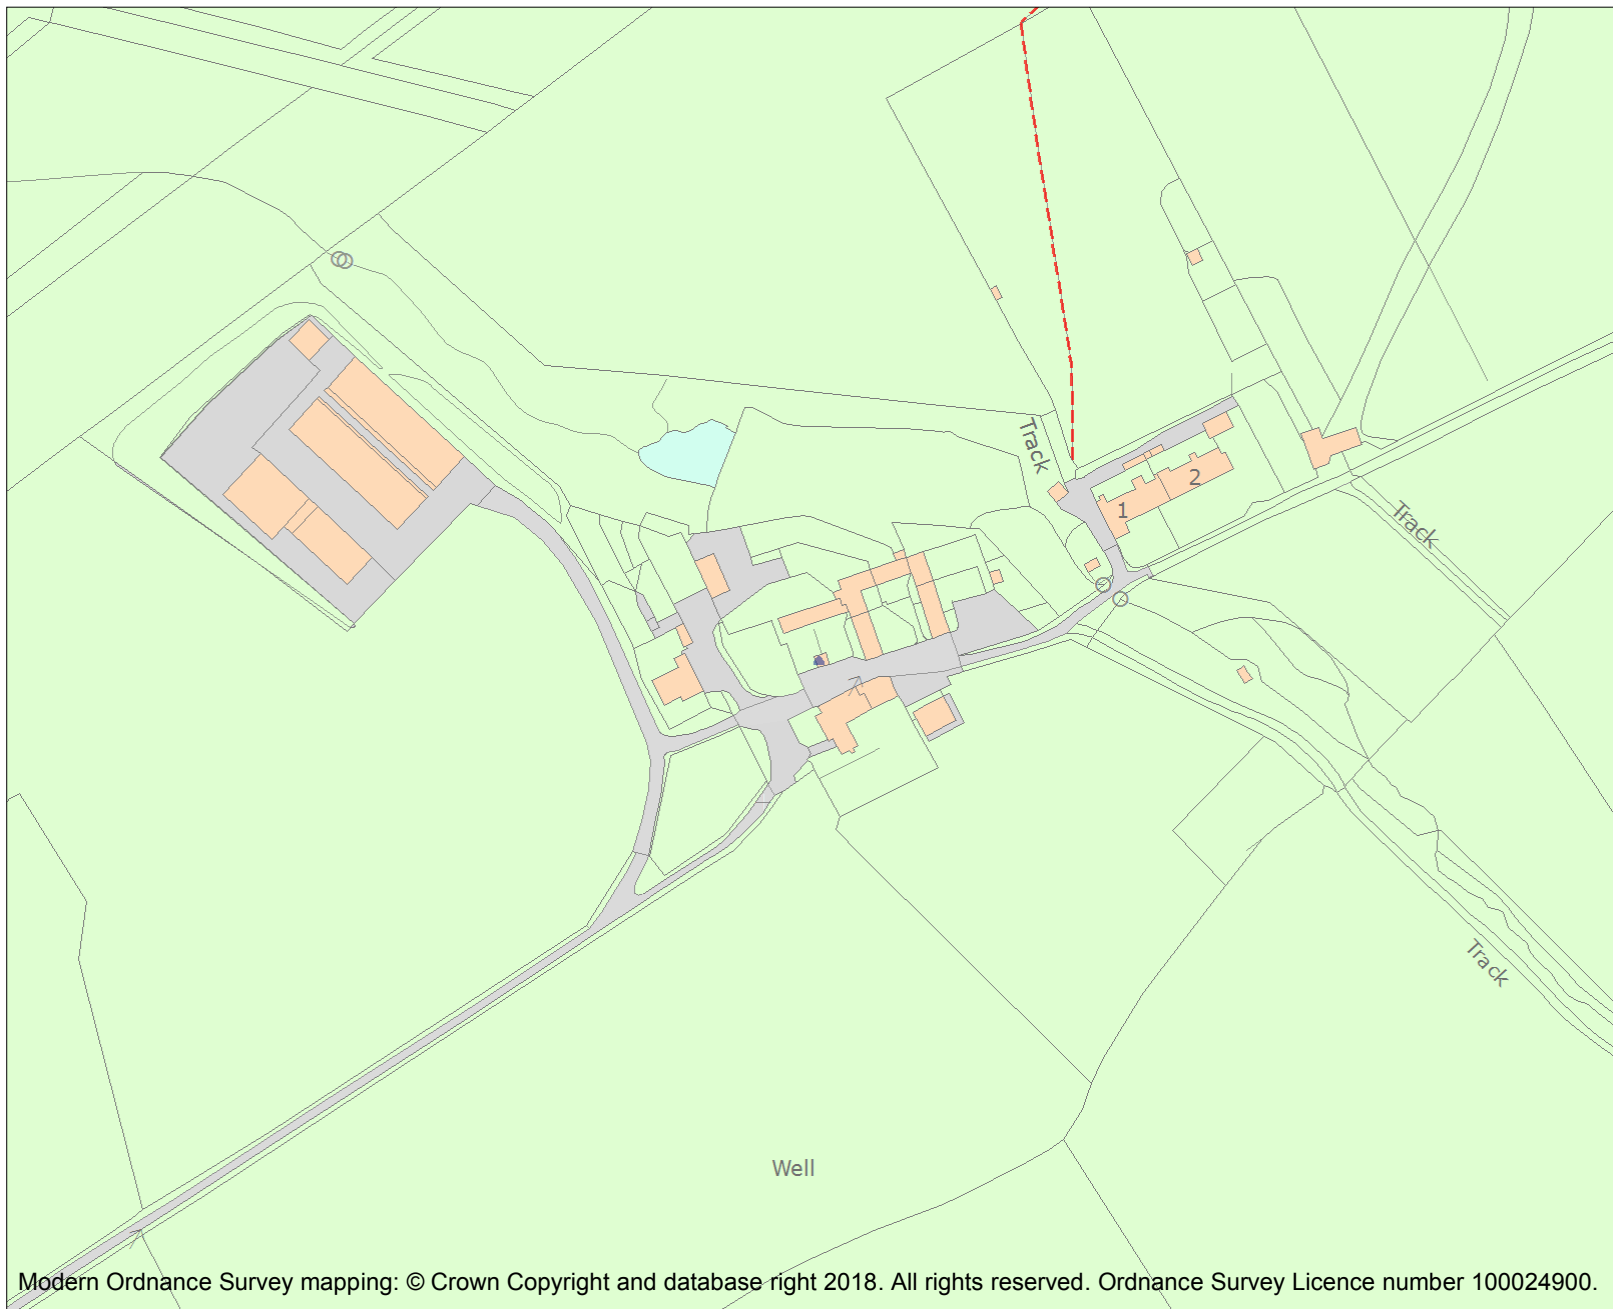 Track
2
1
Track
Track
Well
Modern Ordnance Survey mapping: © Crown Copyright and database right 2018. All rights reserved. Ordnance Survey Licence number 100024900.